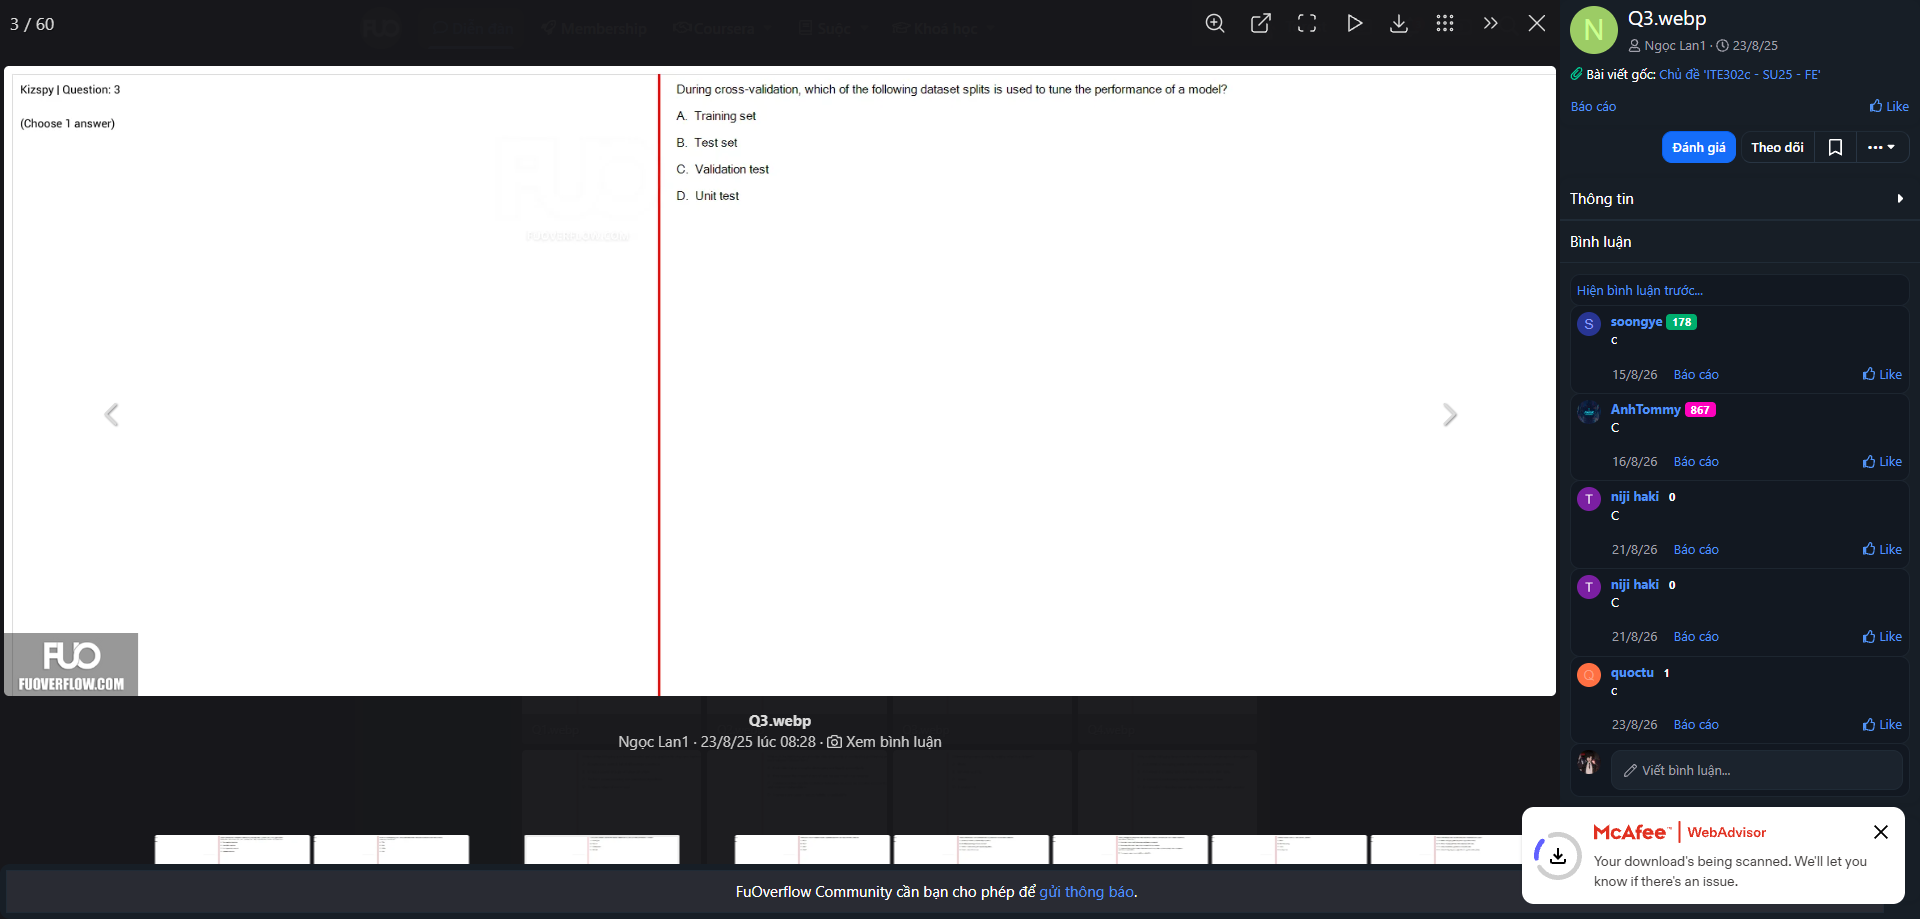 3 / 60
Kizspy | Question: 3
(Choose 1 answer)
During cross-validation, which of the following dataset splits is used to tune the performance of a model?
A. Training set
B. Test set
C. Validation test
D. Unit test
FUO
FUOVERFLOW.COM
FUO
FUOVERFLOW.COM
Q3.webp
Ngọc Lan1 · 23/8/25 lúc 08:28 · Xem bình luận
FuOverflow Community cần bạn cho phép để gửi thông báo.
N
Q3.webp
Ngọc Lan1 · 23/8/25
Bài viết gốc: Chủ đề 'ITE302c - SU25 - FE'
Báo cáo
Like
Đánh giá
Theo dõi
Thông tin
Bình luận
Hiện bình luận trước...
S
soongye 178
c
15/8/26 Báo cáo Like
AnhTommy 867
C
16/8/26 Báo cáo Like
T
niji haki 0
C
21/8/26 Báo cáo Like
T
niji haki 0
C
21/8/26 Báo cáo Like
Q
quoctu 1
c
23/8/26 Báo cáo Like
Viết bình luận...
McAfee™ | WebAdvisor
Your download's being scanned. We'll let you
know if there's an issue.